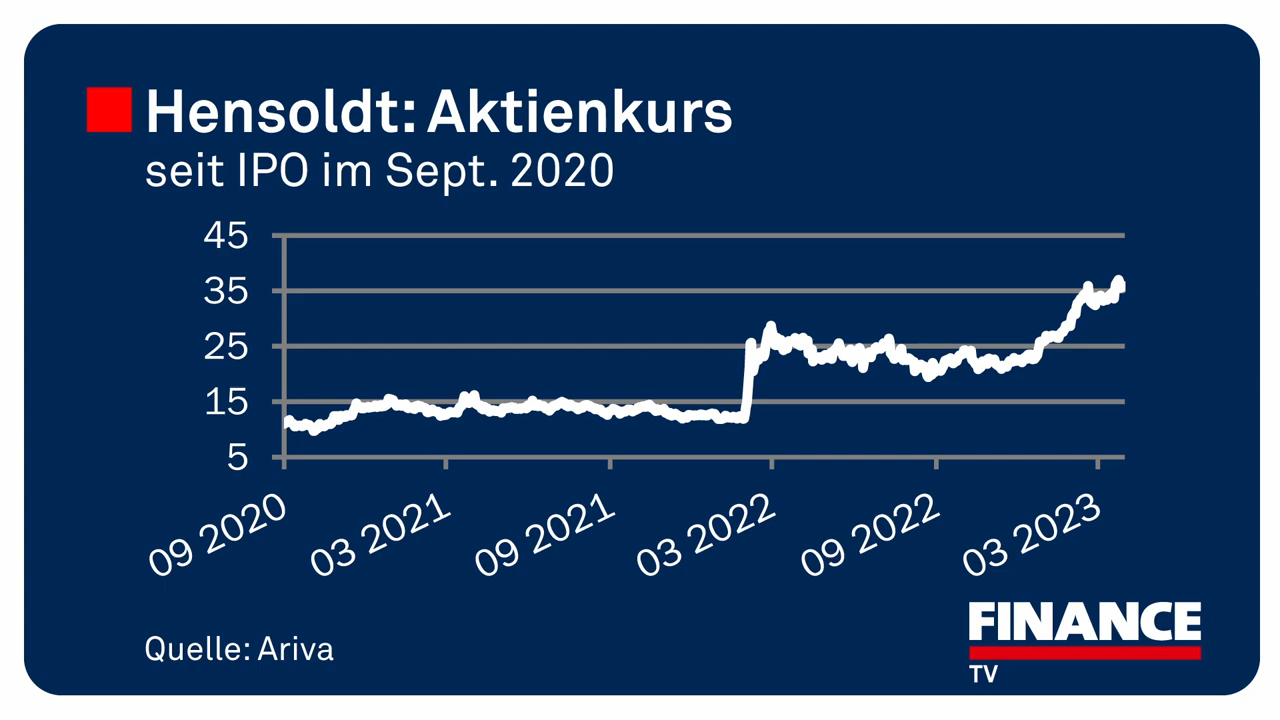 Hensoldt: Aktienkurs
seit IPO im Sept. 2020
45
35
25
15
5
09 2020
03 2021
09 2021
03 2022
09 2022
03 2023
Quelle: Ariva
FINANCE
TV